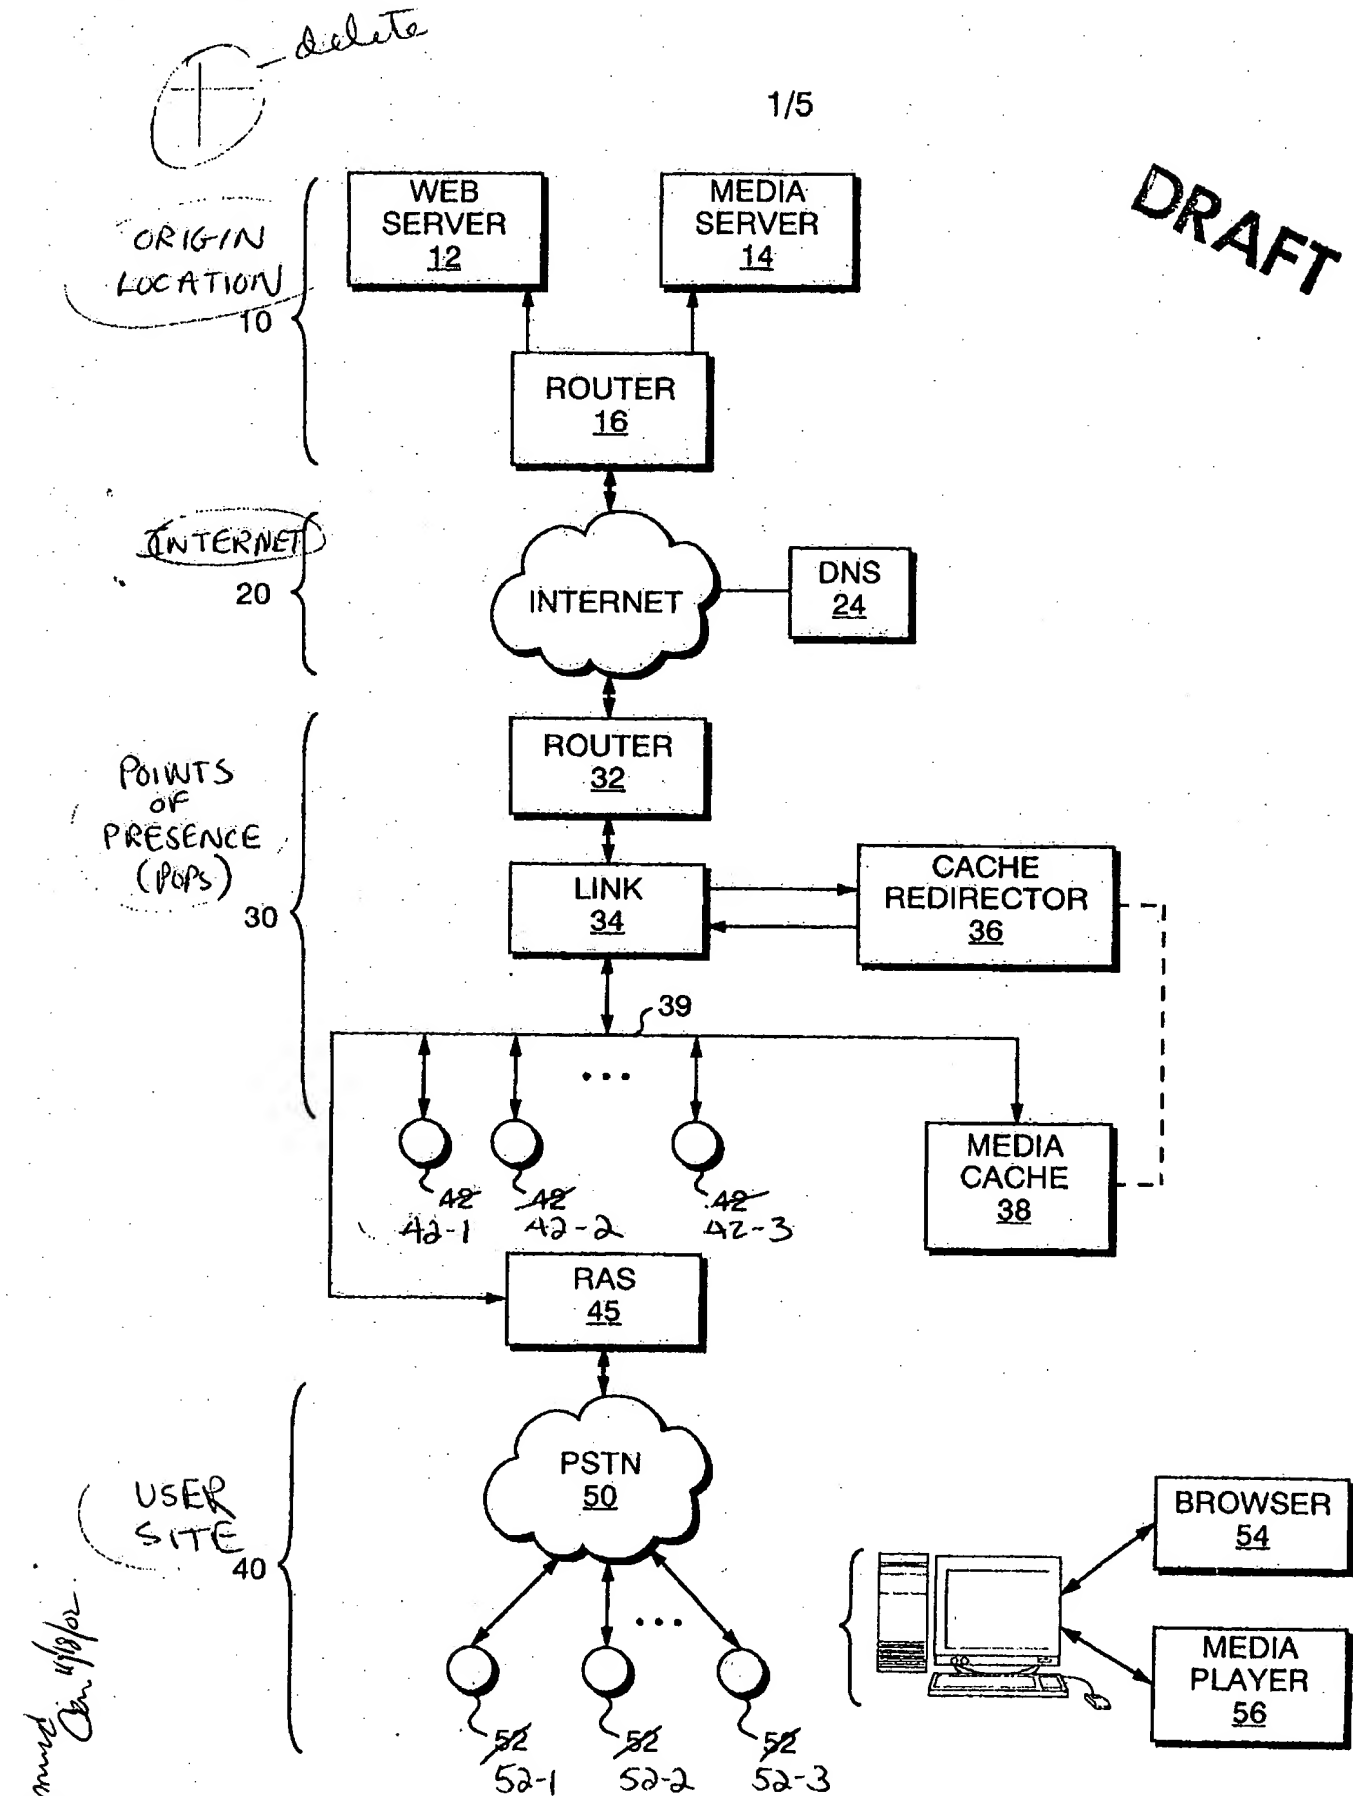 delete
1/5
DRAFT
WEB
SERVER
12
MEDIA
SERVER
14
ORIGIN
LOCATION
10
ROUTER
16
INTERNET
20
INTERNET
DNS
24
ROUTER
32
POINTS
OF
PRESENCE
(POPS)
30
LINK
34
CACHE
REDIRECTOR
36
39
42 42 42
42-1 42-2 42-3
MEDIA
CACHE
38
RAS
45
PSTN
50
USER
SITE
40
BROWSER
54
MEDIA
PLAYER
56
52 52 52
52-1 52-2 52-3